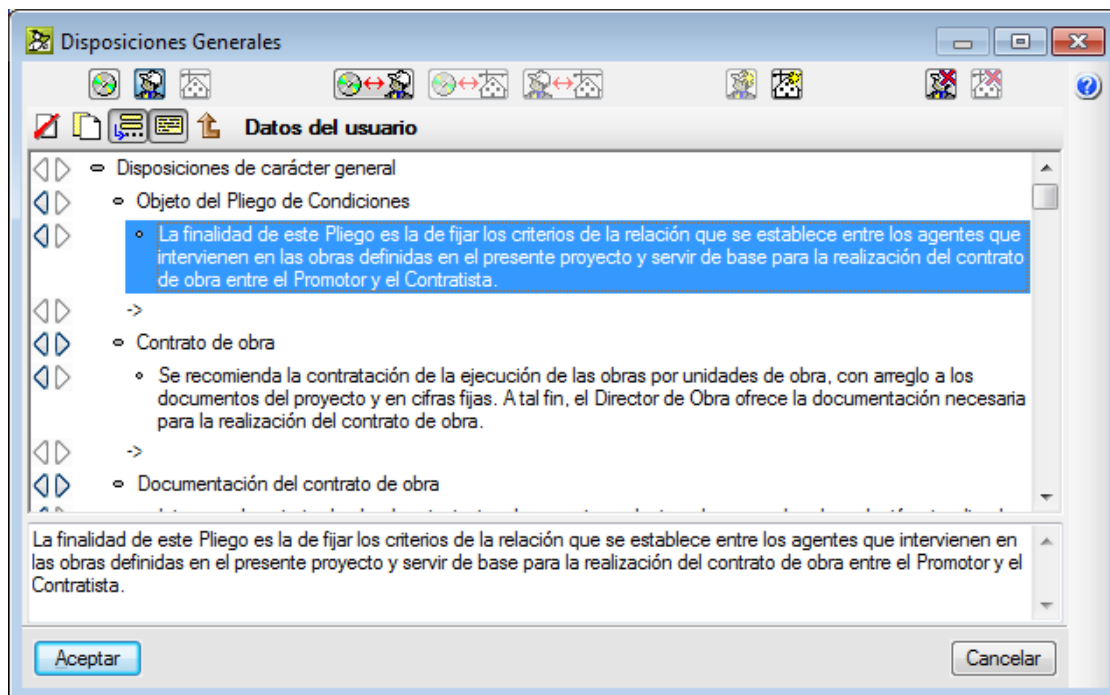 Disposiciones Generales
Datos del usuario
Disposiciones de carácter general
Objeto del Pliego de Condiciones
La finalidad de este Pliego es la de fijar los criterios de la relación que se establece entre los agentes que
intervienen en las obras definidas en el presente proyecto y servir de base para la realización del contrato
de obra entre el Promotor y el Contratista.
->
Contrato de obra
Se recomienda la contratación de la ejecución de las obras por unidades de obra, con arreglo a los
documentos del proyecto y en cifras fijas. A tal fin, el Director de Obra ofrece la documentación necesaria
para la realización del contrato de obra.
->
Documentación del contrato de obra
La finalidad de este Pliego es la de fijar los criterios de la relación que se establece entre los agentes que intervienen en
las obras definidas en el presente proyecto y servir de base para la realización del contrato de obra entre el Promotor y el
Contratista.
Aceptar
Cancelar